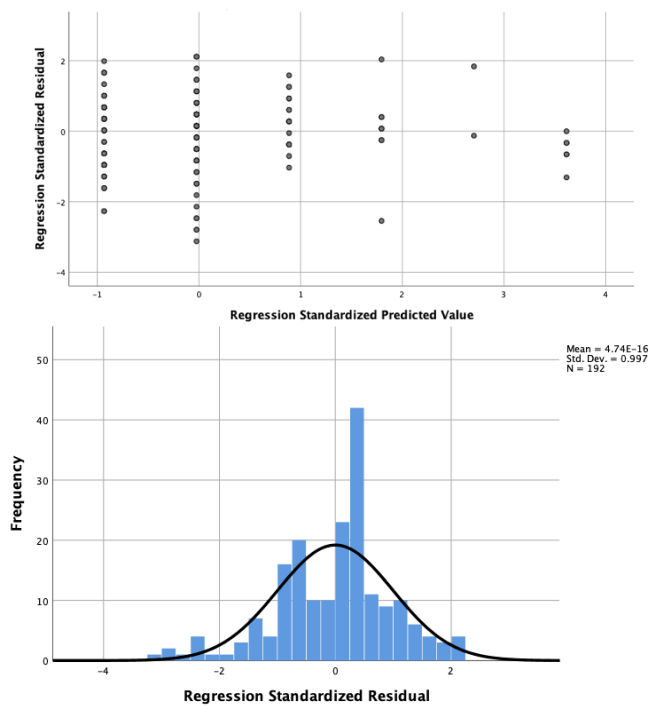 Regression Standardized Residual
2
0
-2
-4
-1
0
1
2
3
4
Regression Standardized Predicted Value
Mean = 4.74E-16
Std. Dev. = 0.997
N = 192
Frequency
50
40
30
20
10
0
-4
-2
0
2
Regression Standardized Residual